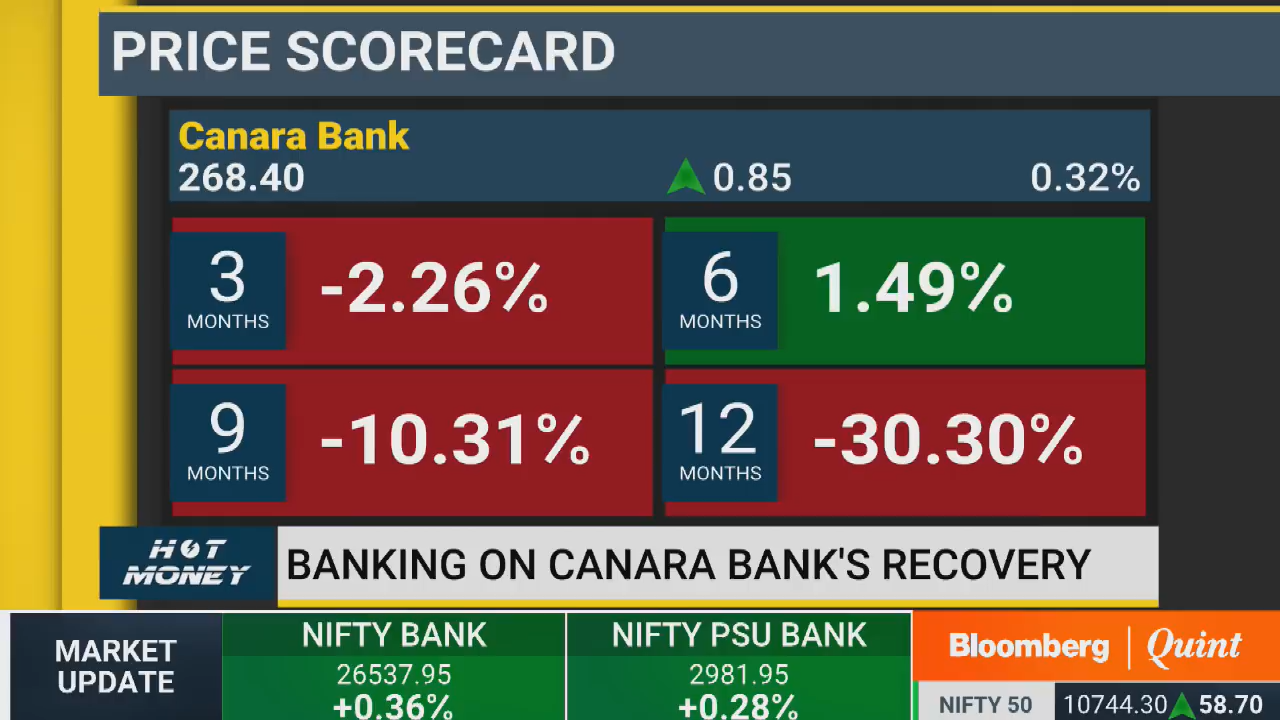 PRICE SCORECARD
Canara Bank
268.40 0.85 0.32%
3 MONTHS -2.26%
6 MONTHS 1.49%
9 MONTHS -10.31%
12 MONTHS -30.30%
HOT MONEY
BANKING ON CANARA BANK'S RECOVERY
MARKET UPDATE
NIFTY BANK
26537.95
+0.36%
NIFTY PSU BANK
2981.95
+0.28%
Bloomberg | Quint
NIFTY 50 10744.30 58.70